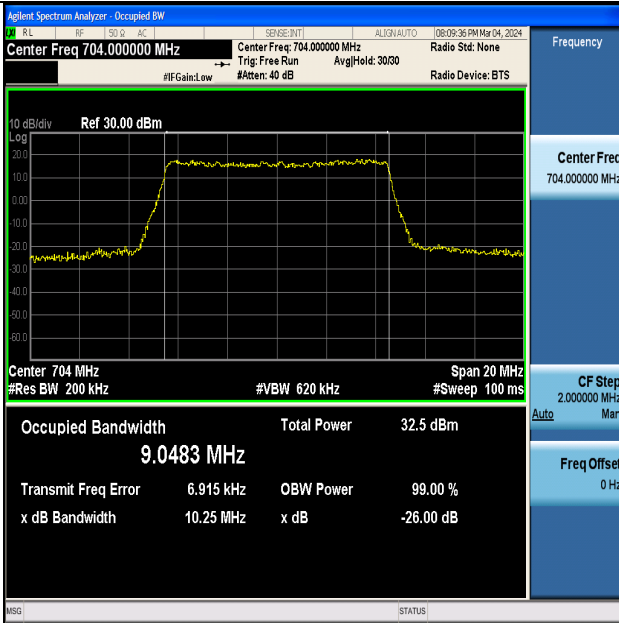 Agilent Spectrum Analyzer - Occupied BW
LXI RL RF 50 Ω AC SENSE:INT ALIGN AUTO 08:09:36 PM Mar 04, 2024
Center Freq 704.000000 MHz Center Freq: 704.000000 MHz Radio Std: None
Trig: Free Run Avg|Hold: 30/30
#IFGain:Low #Atten: 40 dB Radio Device: BTS
10 dB/div Ref 30.00 dBm
Log
20.0
10.0
0.00
-10.0
-20.0
-30.0
-40.0
-50.0
-60.0
Center 704 MHz Span 20 MHz
#Res BW 200 kHz #VBW 620 kHz #Sweep 100 ms
Occupied Bandwidth Total Power 32.5 dBm
9.0483 MHz
Transmit Freq Error 6.915 kHz OBW Power 99.00 %
x dB Bandwidth 10.25 MHz x dB -26.00 dB
MSG STATUS
Frequency
Center Freq
704.000000 MHz
CF Step
2.000000 MHz
Auto Man
Freq Offset
0 Hz